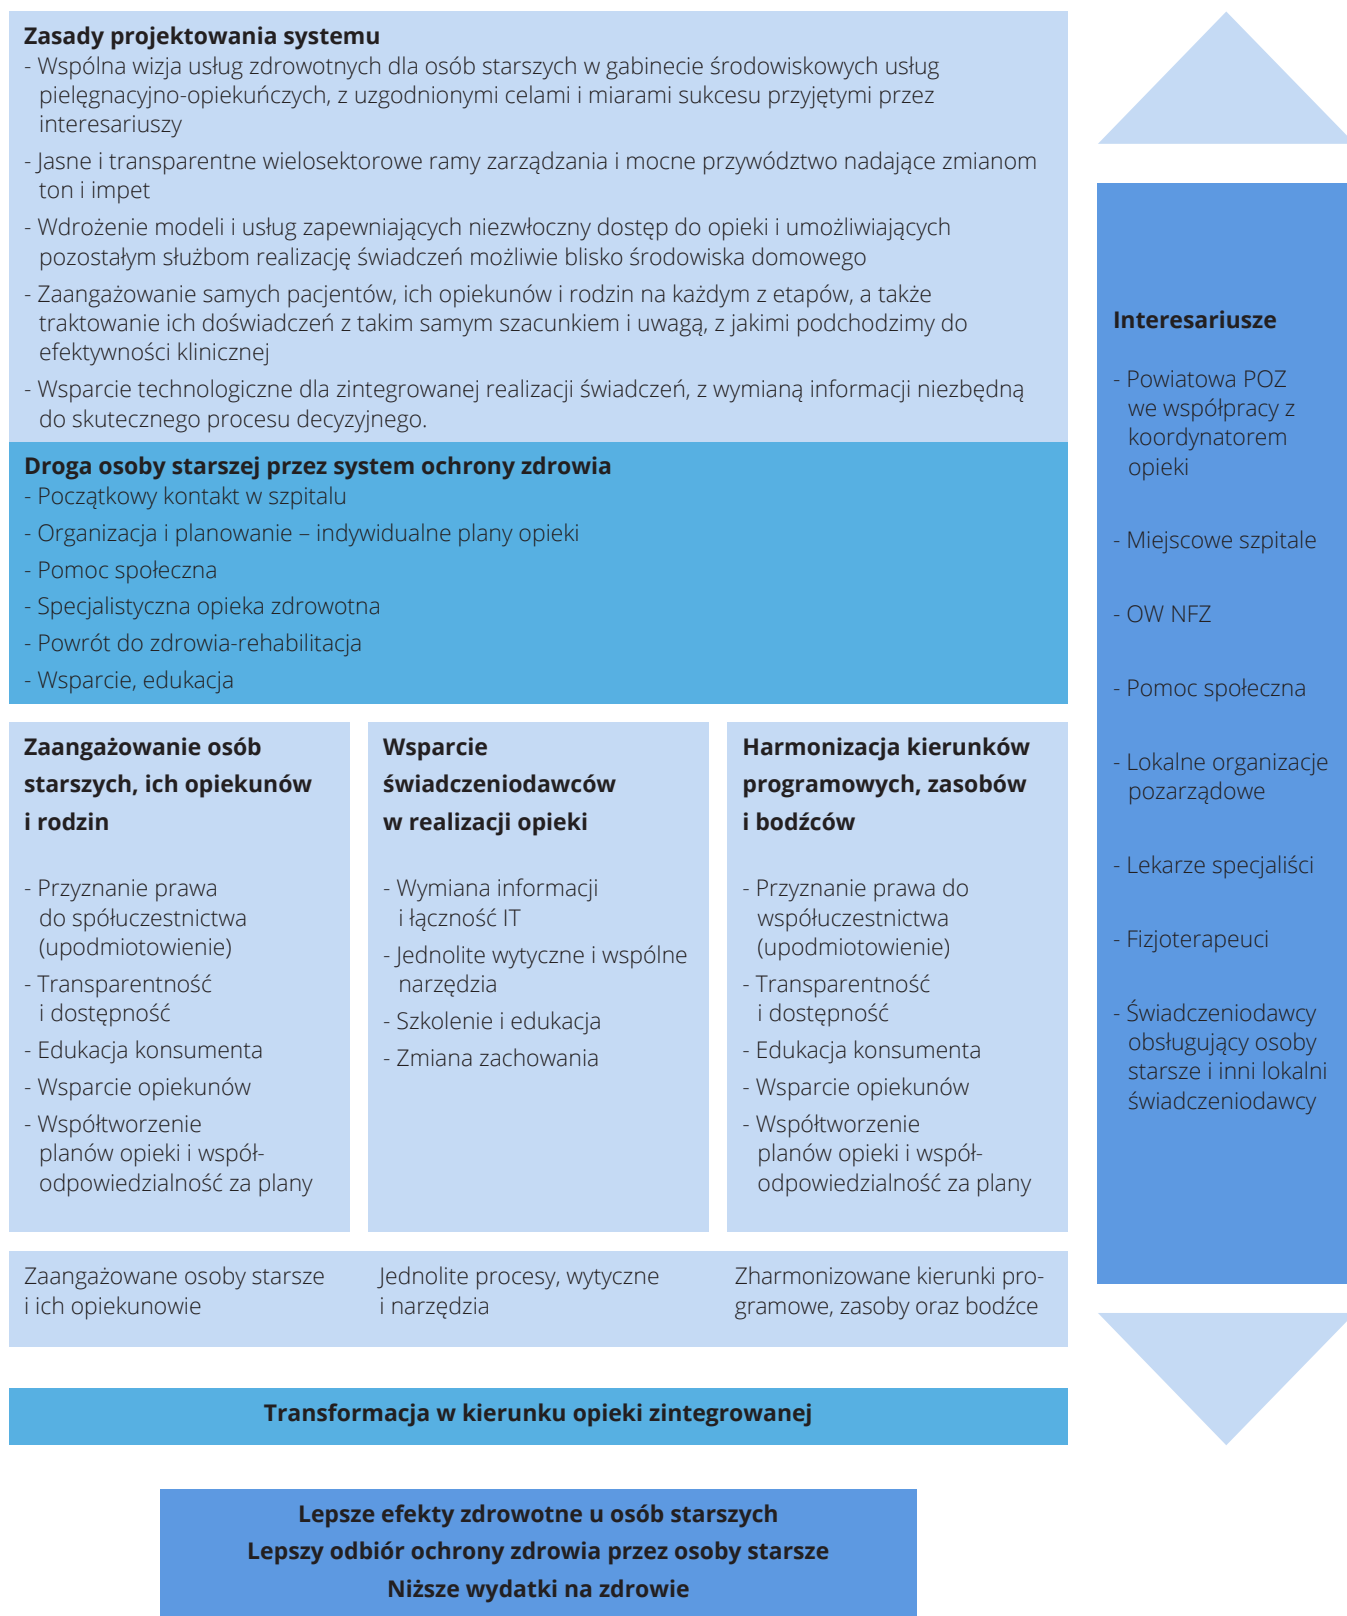 Zasady projektowania systemu
- Wspólna wizja usług zdrowotnych dla osób starszych w gabinecie środowiskowych usług
pielęgnacyjno-opiekuńczych, z uzgodnionymi celami i miarami sukcesu przyjętymi przez
interesariuszy
- Jasne i transparentne wielosektorowe ramy zarządzania i mocne przywództwo nadające zmianom
ton i impet
- Wdrożenie modeli i usług zapewniających niezwłoczny dostęp do opieki i umożliwiających
pozostałym służbom realizację świadczeń możliwie blisko środowiska domowego
- Zaangażowanie samych pacjentów, ich opiekunów i rodzin na każdym z etapów, a także
traktowanie ich doświadczeń z takim samym szacunkiem i uwagą, z jakimi podchodzimy do
efektywności klinicznej
- Wsparcie technologiczne dla zintegrowanej realizacji świadczeń, z wymianą informacji niezbędną
do skutecznego procesu decyzyjnego.
Droga osoby starszej przez system ochrony zdrowia
- Początkowy kontakt w szpitalu
- Organizacja i planowanie – indywidualne plany opieki
- Pomoc społeczna
- Specjalistyczna opieka zdrowotna
- Powrót do zdrowia-rehabilitacja
- Wsparcie, edukacja
Zaangażowanie osób
starszych, ich opiekunów
i rodzin
- Przyznanie prawa
do spółuczestnictwa
(upodmiotowienie)
- Transparentność
i dostępność
- Edukacja konsumenta
- Wsparcie opiekunów
- Współtworzenie
planów opieki i współ-
odpowiedzialność za plany
Wsparcie
świadczeniodawców
w realizacji opieki
- Wymiana informacji
i łączność IT
- Jednolite wytyczne i wspólne
narzędzia
- Szkolenie i edukacja
- Zmiana zachowania
Harmonizacja kierunków
programowych, zasobów
i bodźców
- Przyznanie prawa do
współuczestnictwa
(upodmiotowienie)
- Transparentność
i dostępność
- Edukacja konsumenta
- Wsparcie opiekunów
- Współtworzenie
planów opieki i współ-
odpowiedzialność za plany
Zaangażowane osoby starsze
i ich opiekunowie
Jednolite procesy, wytyczne
i narzędzia
Zharmonizowane kierunki pro-
gramowe, zasoby oraz bodźce
Transformacja w kierunku opieki zintegrowanej
Lepsze efekty zdrowotne u osób starszych
Lepszy odbiór ochrony zdrowia przez osoby starsze
Niższe wydatki na zdrowie
Interesariusze
- Powiatowa POZ
we współpracy z
koordynatorem
opieki
- Miejscowe szpitale
- OW NFZ
- Pomoc społeczna
- Lokalne organizacje
pozarządowe
- Lekarze specjaliści
- Fizjoterapeuci
- Świadczeniodawcy
obsługujący osoby
starsze i inni lokalni
świadczeniodawcy